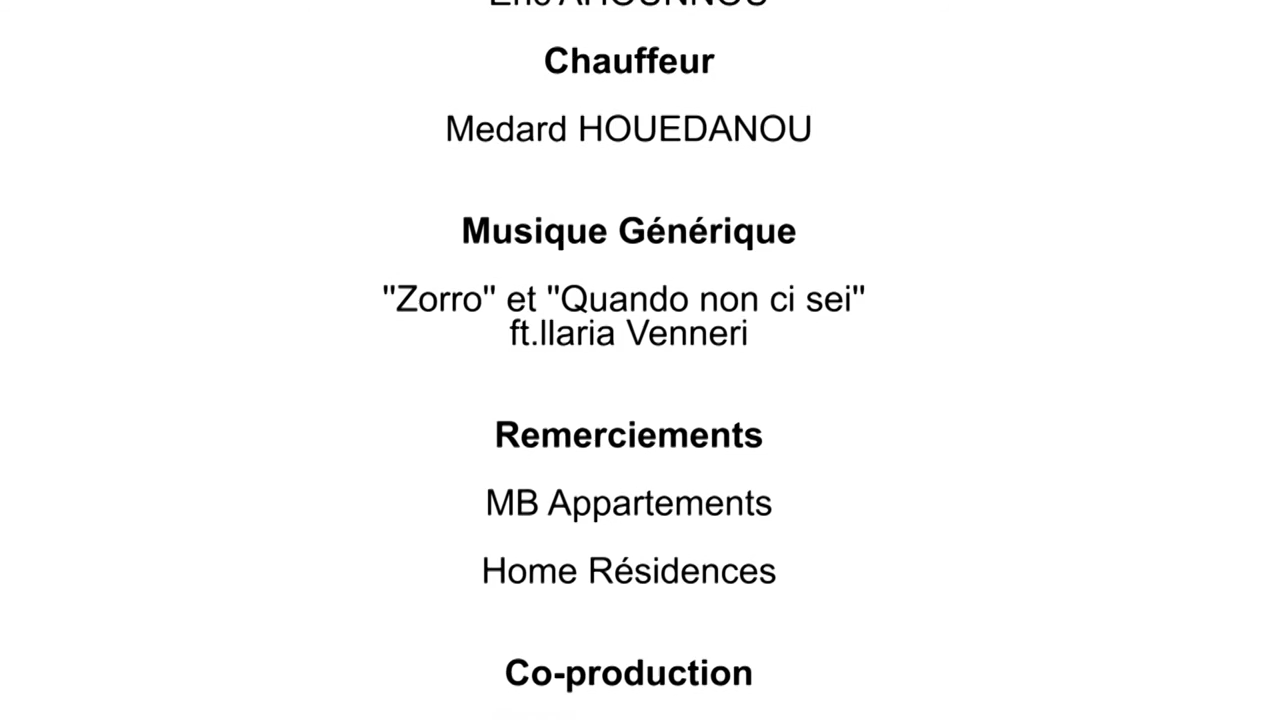 Chauffeur
Medard HOUEDANOU
Musique Générique
"Zorro" et "Quando non ci sei"
ft.Ilaria Venneri
Remerciements
MB Appartements
Home Résidences
Co-production